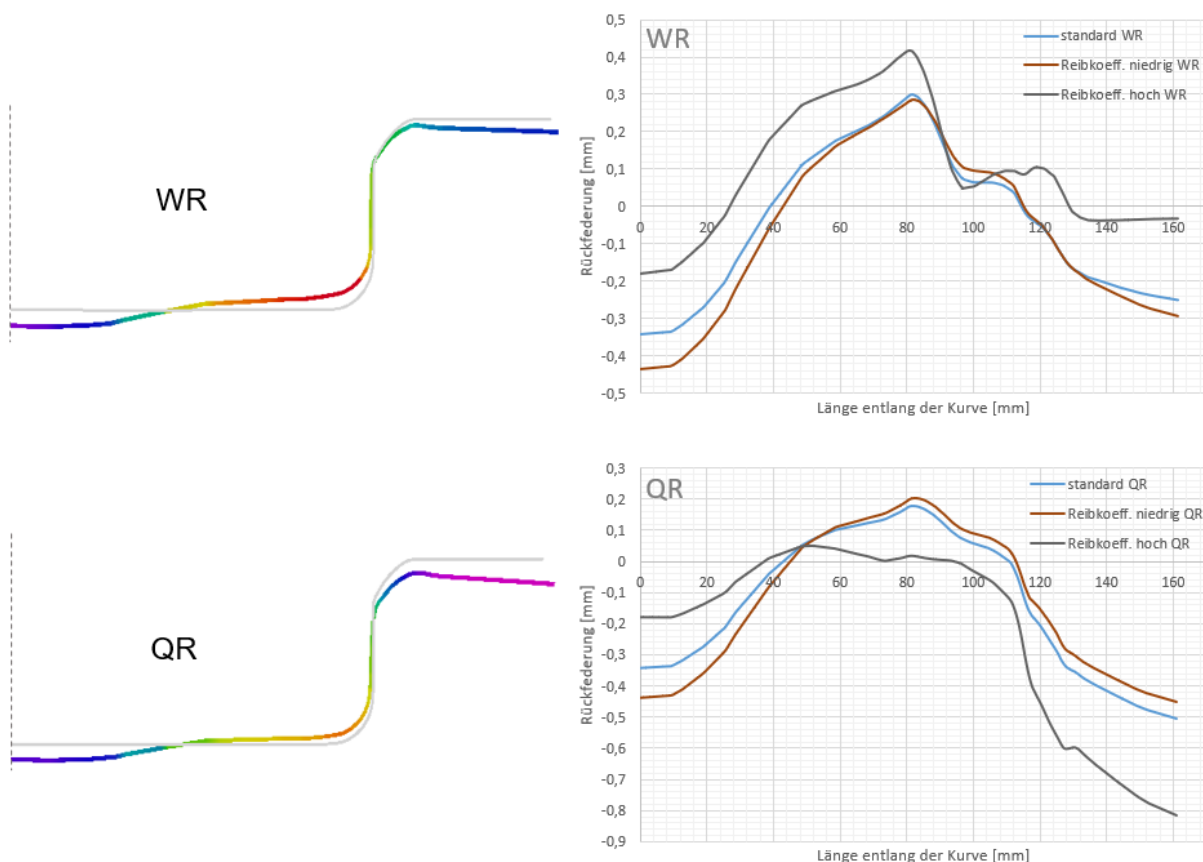 WR
0,5
0,4
0,3
0,2
0,1
0
-0,1
-0,2
-0,3
-0,4
-0,5
Rückfederung [mm]
WR
standard WR
Reibkoeff. niedrig WR
Reibkoeff. hoch WR
0 20 40 60 80 100 120 140 160
Länge entlang der Kurve [mm]
QR
0,3
0,2
0,1
0
-0,1
-0,2
-0,3
-0,4
-0,5
-0,6
-0,7
-0,8
-0,9
Rückfederung [mm]
QR
standard QR
Reibkoeff. niedrig QR
Reibkoeff. hoch QR
0 20 40 60 80 100 120 140 160
Länge entlang der Kurve [mm]